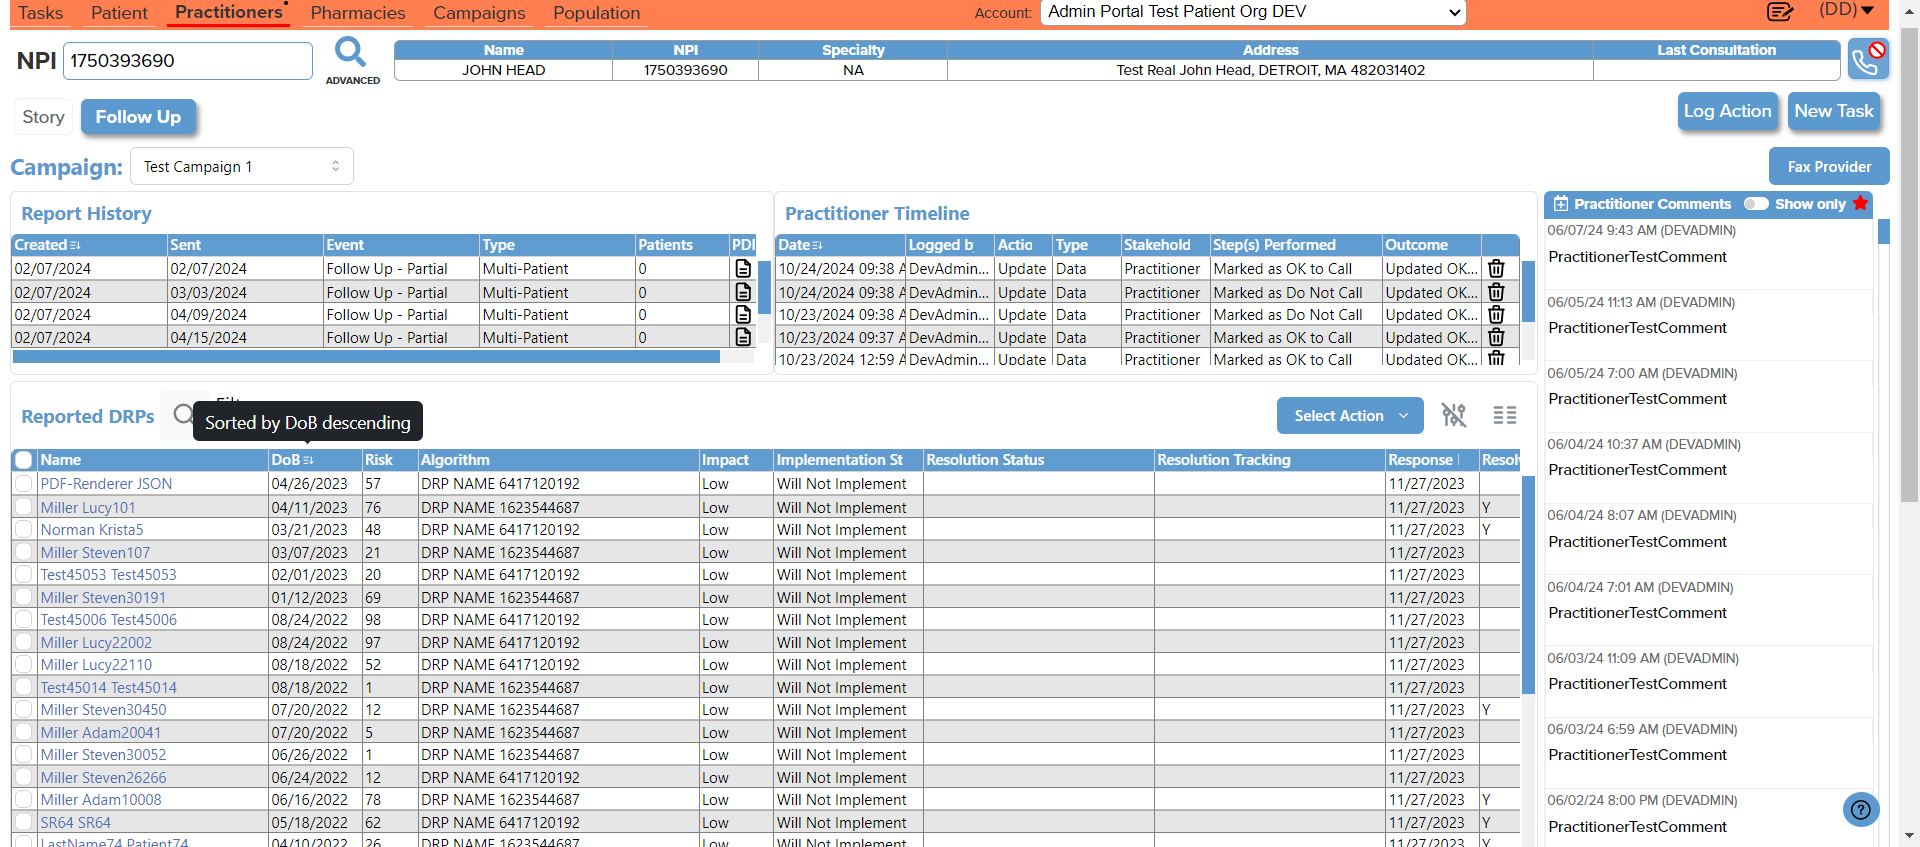 Tasks Patient Practitioners Pharmacies Campaigns Population Account: Admin Portal Test Patient Org DEV (DD)
NPI 1750393690 ADVANCED
Name NPI Specialty Address Last Consultation
JOHN HEAD 1750393690 NA Test Real John Head, DETROIT, MA 482031402
Story Follow Up Log Action New Task
Campaign: Test Campaign 1 Fax Provider
Report History
Created Sent Event Type Patients PDI
02/07/2024 02/07/2024 Follow Up - Partial Multi-Patient 0
02/07/2024 03/03/2024 Follow Up - Partial Multi-Patient 0
02/07/2024 04/09/2024 Follow Up - Partial Multi-Patient 0
02/07/2024 04/15/2024 Follow Up - Partial Multi-Patient 0
Practitioner Timeline
Date Logged by Actio Type Stakehold Step(s) Performed Outcome
10/24/2024 09:38 A DevAdmin... Update Data Practitioner Marked as OK to Call Updated OK...
10/24/2024 09:38 A DevAdmin... Update Data Practitioner Marked as Do Not Call Updated OK...
10/23/2024 09:38 A DevAdmin... Update Data Practitioner Marked as Do Not Call Updated OK...
10/23/2024 09:37 A DevAdmin... Update Data Practitioner Marked as OK to Call Updated OK...
10/23/2024 12:59 A DevAdmin... Update Data Practitioner Marked as OK to Call Updated OK...
Practitioner Comments Show only
06/07/24 9:43 AM (DEVADMIN)
PractitionerTestComment
06/05/24 11:13 AM (DEVADMIN)
PractitionerTestComment
06/05/24 7:00 AM (DEVADMIN)
PractitionerTestComment
06/04/24 10:37 AM (DEVADMIN)
PractitionerTestComment
06/04/24 8:07 AM (DEVADMIN)
PractitionerTestComment
06/04/24 7:01 AM (DEVADMIN)
PractitionerTestComment
06/03/24 11:09 AM (DEVADMIN)
PractitionerTestComment
06/03/24 6:59 AM (DEVADMIN)
PractitionerTestComment
06/02/24 8:00 PM (DEVADMIN)
PractitionerTestComment
Reported DRPs Select Action
Sorted by DoB descending
Name DoB Risk Algorithm Impact Implementation St Resolution Status Resolution Tracking Response Resolv
PDF-Renderer JSON 04/26/2023 57 DRP NAME 6417120192 Low Will Not Implement 11/27/2023
Miller Lucy101 04/11/2023 76 DRP NAME 1623544687 Low Will Not Implement 11/27/2023 Y
Norman Krista5 03/21/2023 48 DRP NAME 6417120192 Low Will Not Implement 11/27/2023 Y
Miller Steven107 03/07/2023 21 DRP NAME 1623544687 Low Will Not Implement 11/27/2023
Test45053 Test45053 02/01/2023 20 DRP NAME 6417120192 Low Will Not Implement 11/27/2023
Miller Steven30191 01/12/2023 69 DRP NAME 1623544687 Low Will Not Implement 11/27/2023
Test45006 Test45006 08/24/2022 98 DRP NAME 6417120192 Low Will Not Implement 11/27/2023
Miller Lucy22002 08/24/2022 97 DRP NAME 6417120192 Low Will Not Implement 11/27/2023
Miller Lucy22110 08/18/2022 52 DRP NAME 6417120192 Low Will Not Implement 11/27/2023
Test45014 Test45014 08/18/2022 1 DRP NAME 1623544687 Low Will Not Implement 11/27/2023
Miller Steven30450 07/20/2022 12 DRP NAME 1623544687 Low Will Not Implement 11/27/2023 Y
Miller Adam20041 07/20/2022 5 DRP NAME 1623544687 Low Will Not Implement 11/27/2023
Miller Steven30052 06/26/2022 1 DRP NAME 1623544687 Low Will Not Implement 11/27/2023
Miller Steven26266 06/24/2022 12 DRP NAME 6417120192 Low Will Not Implement 11/27/2023
Miller Adam10008 06/16/2022 78 DRP NAME 1623544687 Low Will Not Implement 11/27/2023 Y
SR64 SR64 05/18/2022 62 DRP NAME 6417120192 Low Will Not Implement 11/27/2023 Y
LastName74 Patient74 04/10/2022 26 DRP NAME 1623544687 Low Will Not Implement 11/27/2023 Y